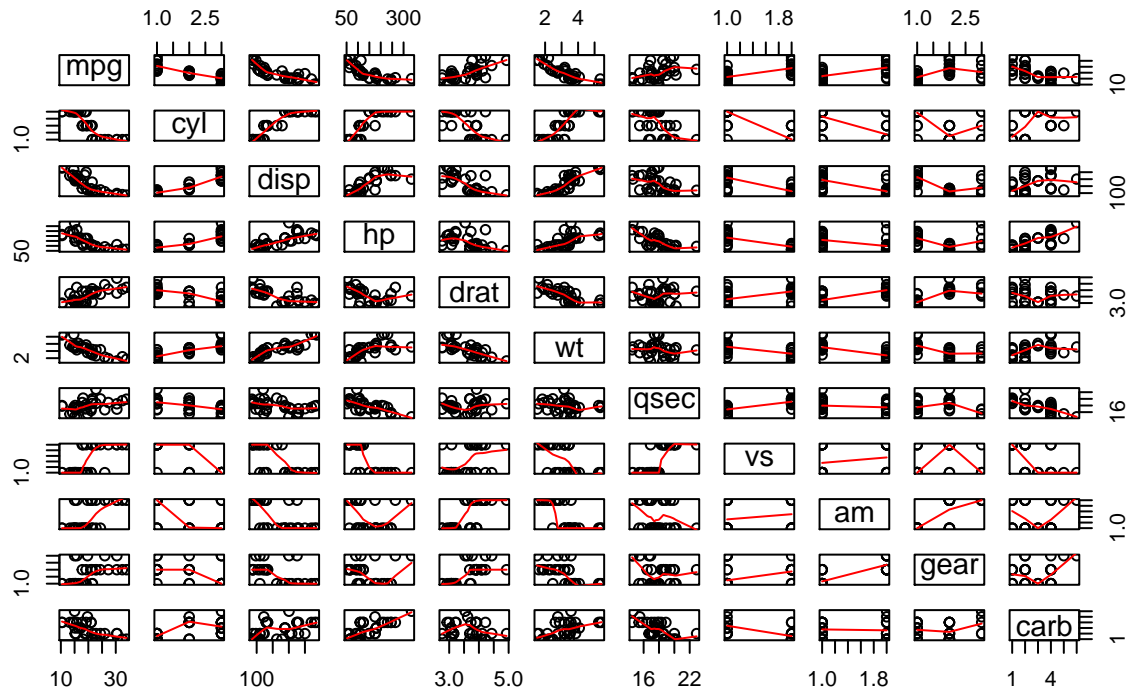 1.0 2.5 50 300 2 4 1.0 1.8 1.0 2.5
mpg 10
1.0 cyl
disp 100
50 hp
drat 3.0
2 wt
qsec 16
1.0 vs
am 1.0
1.0 gear
carb 1
10 30 100 3.0 5.0 16 22 1.0 1.8 1 4